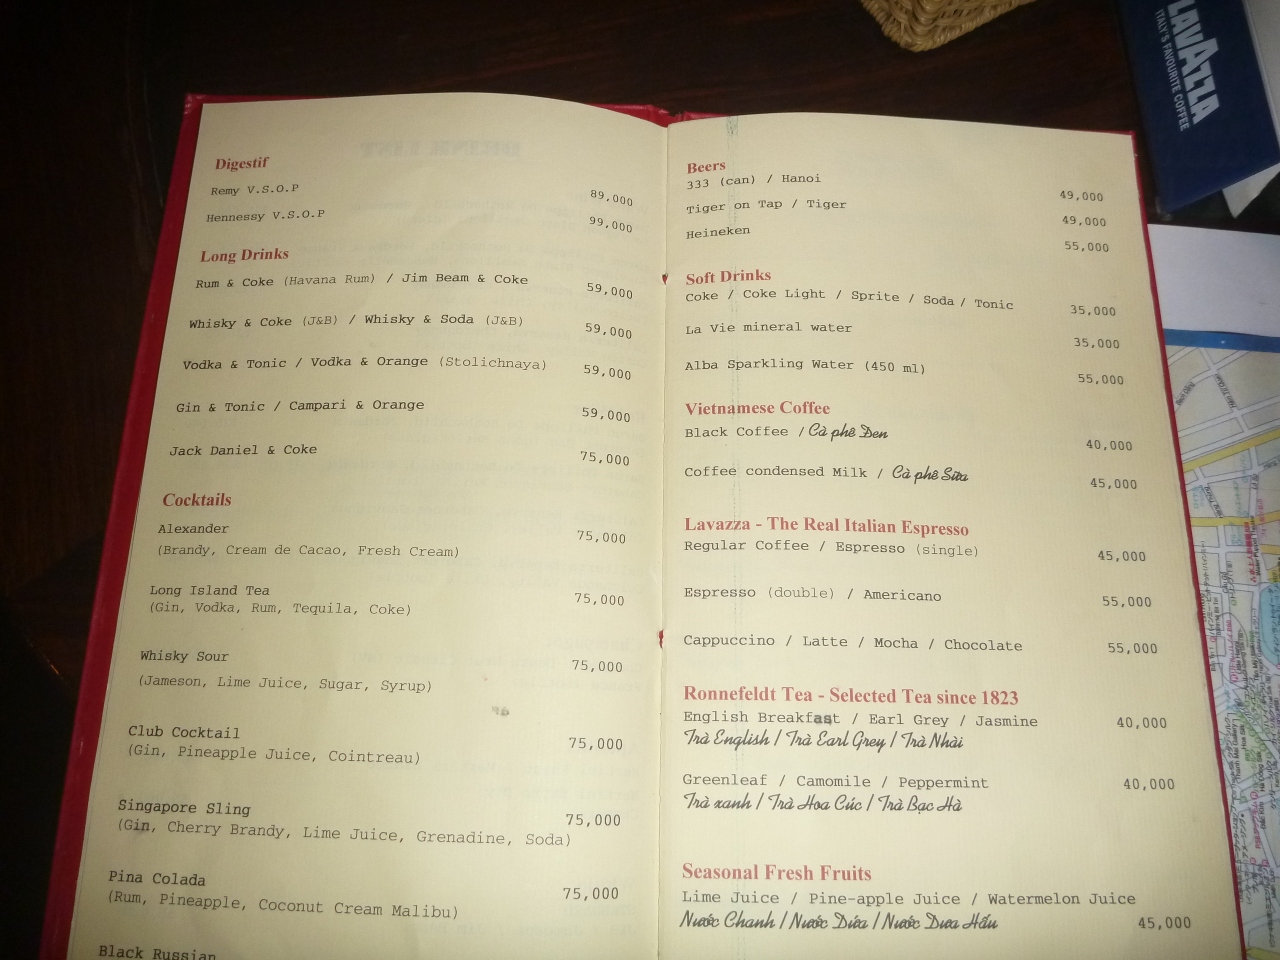 Digestif
Remy V.S.O.P 89,000
Hennessy V.S.O.P 99,000
Long Drinks
Rum & Coke (Havana Rum) / Jim Beam & Coke 59,000
Whisky & Coke (J&B) / Whisky & Soda (J&B) 59,000
Vodka & Tonic / Vodka & Orange (Stolichnaya) 59,000
Gin & Tonic / Campari & Orange 59,000
Jack Daniel & Coke 75,000
Cocktails
Alexander 75,000
(Brandy, Cream de Cacao, Fresh Cream)
Long Island Tea 75,000
(Gin, Vodka, Rum, Tequila, Coke)
Whisky Sour 75,000
(Jameson, Lime Juice, Sugar, Syrup)
Club Cocktail 75,000
(Gin, Pineapple Juice, Cointreau)
Singapore Sling 75,000
(Gin, Cherry Brandy, Lime Juice, Grenadine, Soda)
Pina Colada 75,000
(Rum, Pineapple, Coconut Cream Malibu)
Black Russian
Beers
333 (can) / Hanoi 49,000
Tiger on Tap / Tiger 49,000
Heineken 55,000
Soft Drinks
Coke / Coke Light / Sprite / Soda / Tonic 35,000
La Vie mineral water 35,000
Alba Sparkling Water (450 ml) 55,000
Vietnamese Coffee
Black Coffee / Cà phê Đen 40,000
Coffee condensed Milk / Cà phê Sữa 45,000
Lavazza - The Real Italian Espresso
Regular Coffee / Espresso (single) 45,000
Espresso (double) / Americano 55,000
Cappuccino / Latte / Mocha / Chocolate 55,000
Ronnefeldt Tea - Selected Tea since 1823
English Breakfast / Earl Grey / Jasmine 40,000
Trà English / Trà Earl Grey / Trà Nhài
Greenleaf / Camomile / Peppermint 40,000
Trà xanh / Trà Hoa Cúc / Trà Bạc Hà
Seasonal Fresh Fruits
Lime Juice / Pine-apple Juice / Watermelon Juice
Nước Chanh / Nước Dứa / Nước Dưa Hấu 45,000
LAVAZZA
ITALY'S FAVOURITE COFFEE